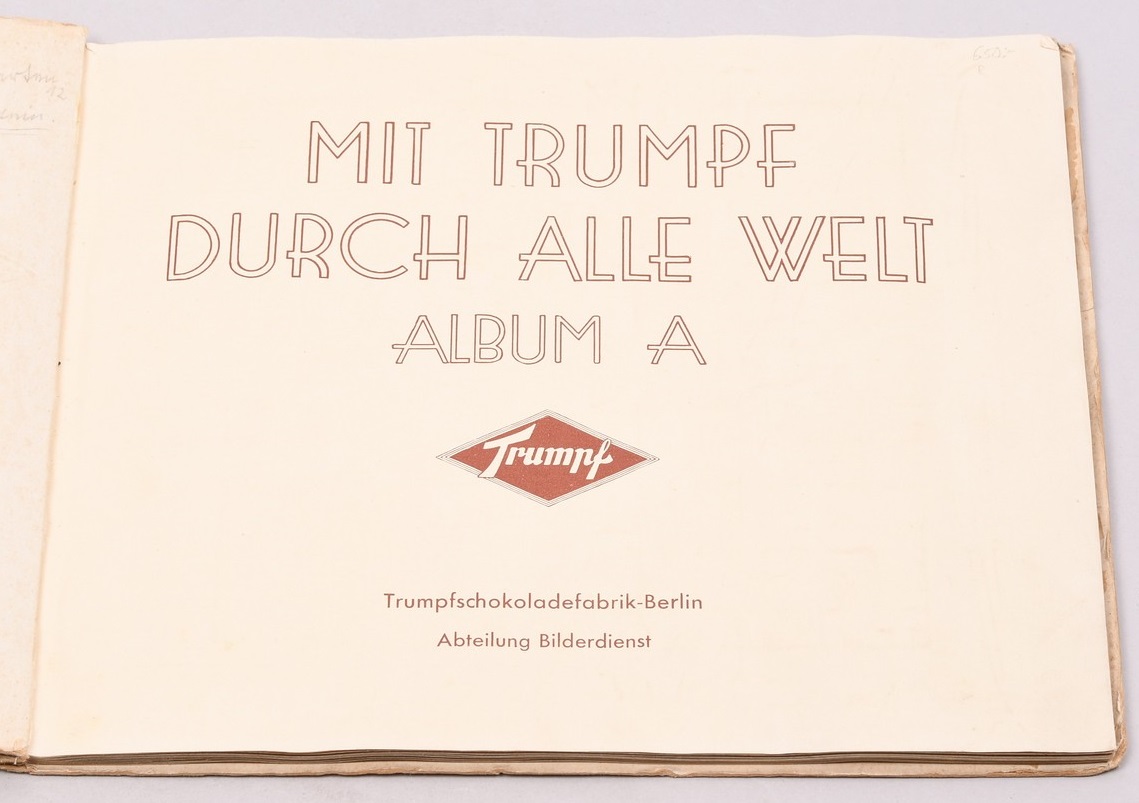 MIT TRUMPF
DURCH ALLE WELT
ALBUM A
Trumpf
Trumpfschokoladefabrik-Berlin
Abteilung Bilderdienst